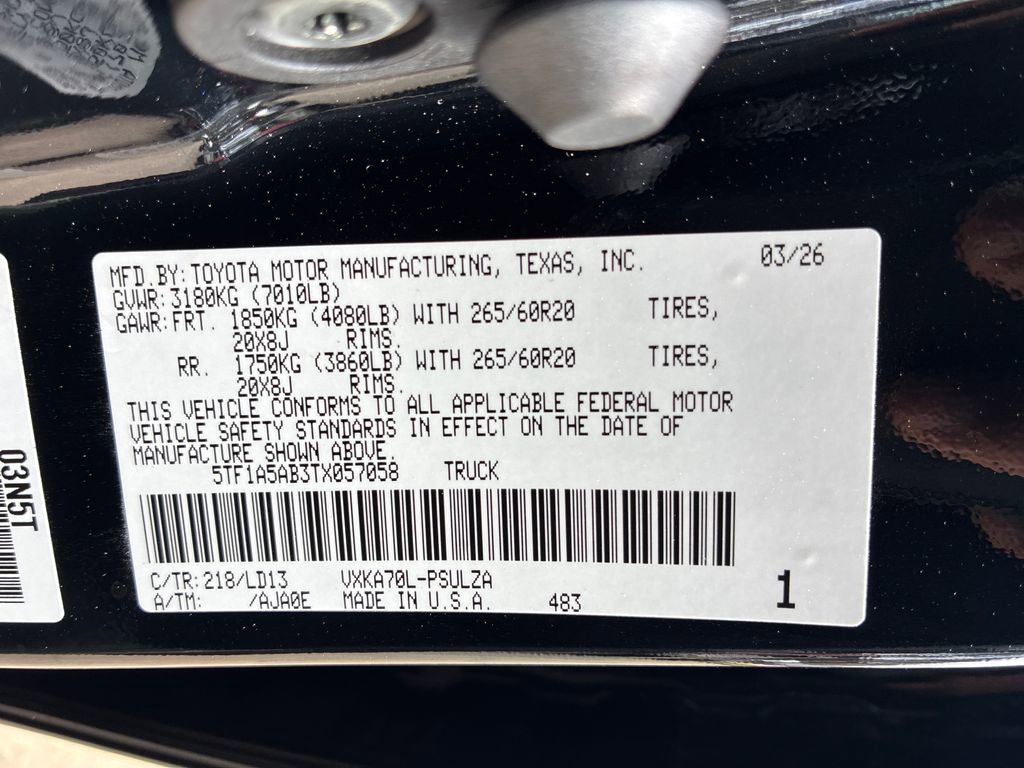 MFD.BY: TOYOTA MOTOR MANUFACTURING, TEXAS, INC. 03/26
GVWR: 3180KG (7010LB)
GAWR: FRT. 1850KG (4080LB) WITH 265/60R20 TIRES,
20X8J RIMS.
RR. 1750KG (3860LB) WITH 265/60R20 TIRES,
20X8J RIMS.
THIS VEHICLE CONFORMS TO ALL APPLICABLE FEDERAL MOTOR
VEHICLE SAFETY STANDARDS IN EFFECT ON THE DATE OF
MANUFACTURE SHOWN ABOVE.
5TF1A5AB3TX057058 TRUCK
C/TR: 218/LD13 VXKA70L-PSULZA
A/TM: /AJA0E MADE IN U.S.A. 483 1
03N5T